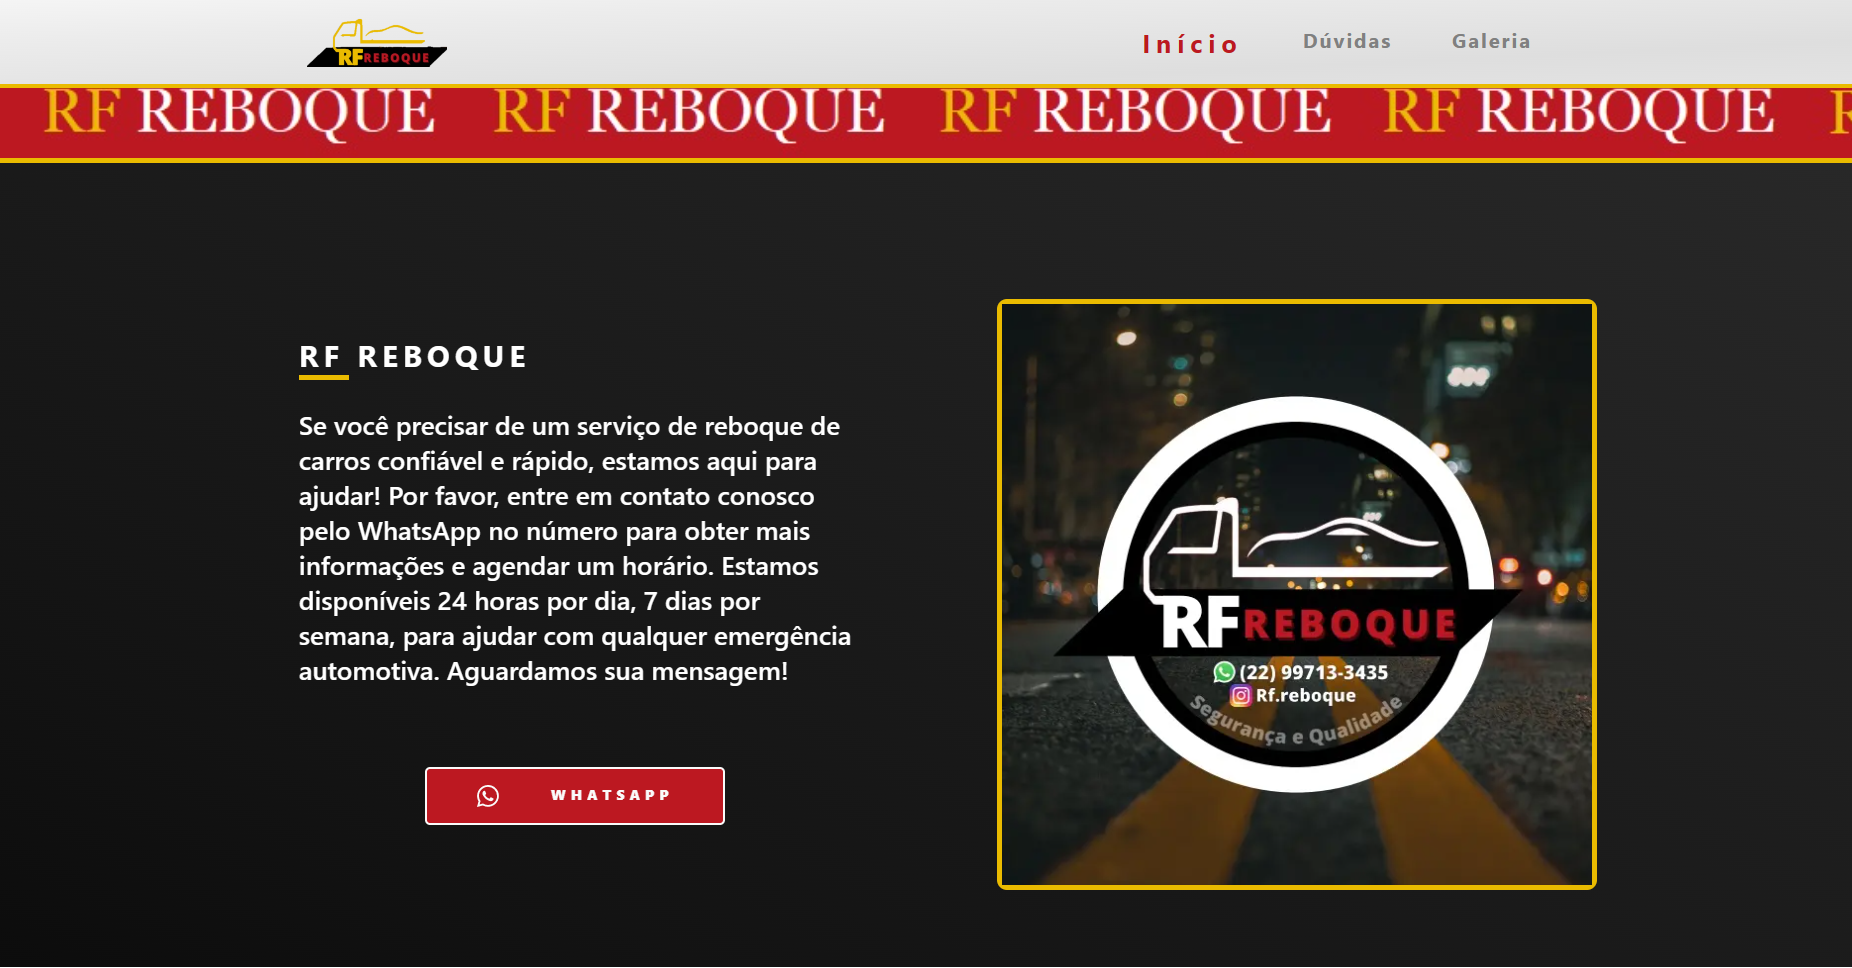 RF REBOQUE
Início Dúvidas Galeria
RF REBOQUE RF REBOQUE RF REBOQUE RF REBOQUE R
RF REBOQUE
Se você precisar de um serviço de reboque de
carros confiável e rápido, estamos aqui para
ajudar! Por favor, entre em contato conosco
pelo WhatsApp no número para obter mais
informações e agendar um horário. Estamos
disponíveis 24 horas por dia, 7 dias por
semana, para ajudar com qualquer emergência
automotiva. Aguardamos sua mensagem!
WHATSAPP
RF REBOQUE
(22) 99713-3435
Rf.reboque
Segurança e Qualidade